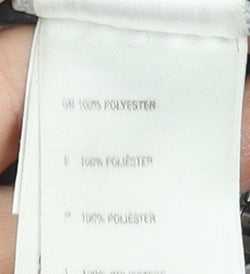 GB 100% POLYESTER
E 100% POLIÉSTER
P 100% POLIÉSTER